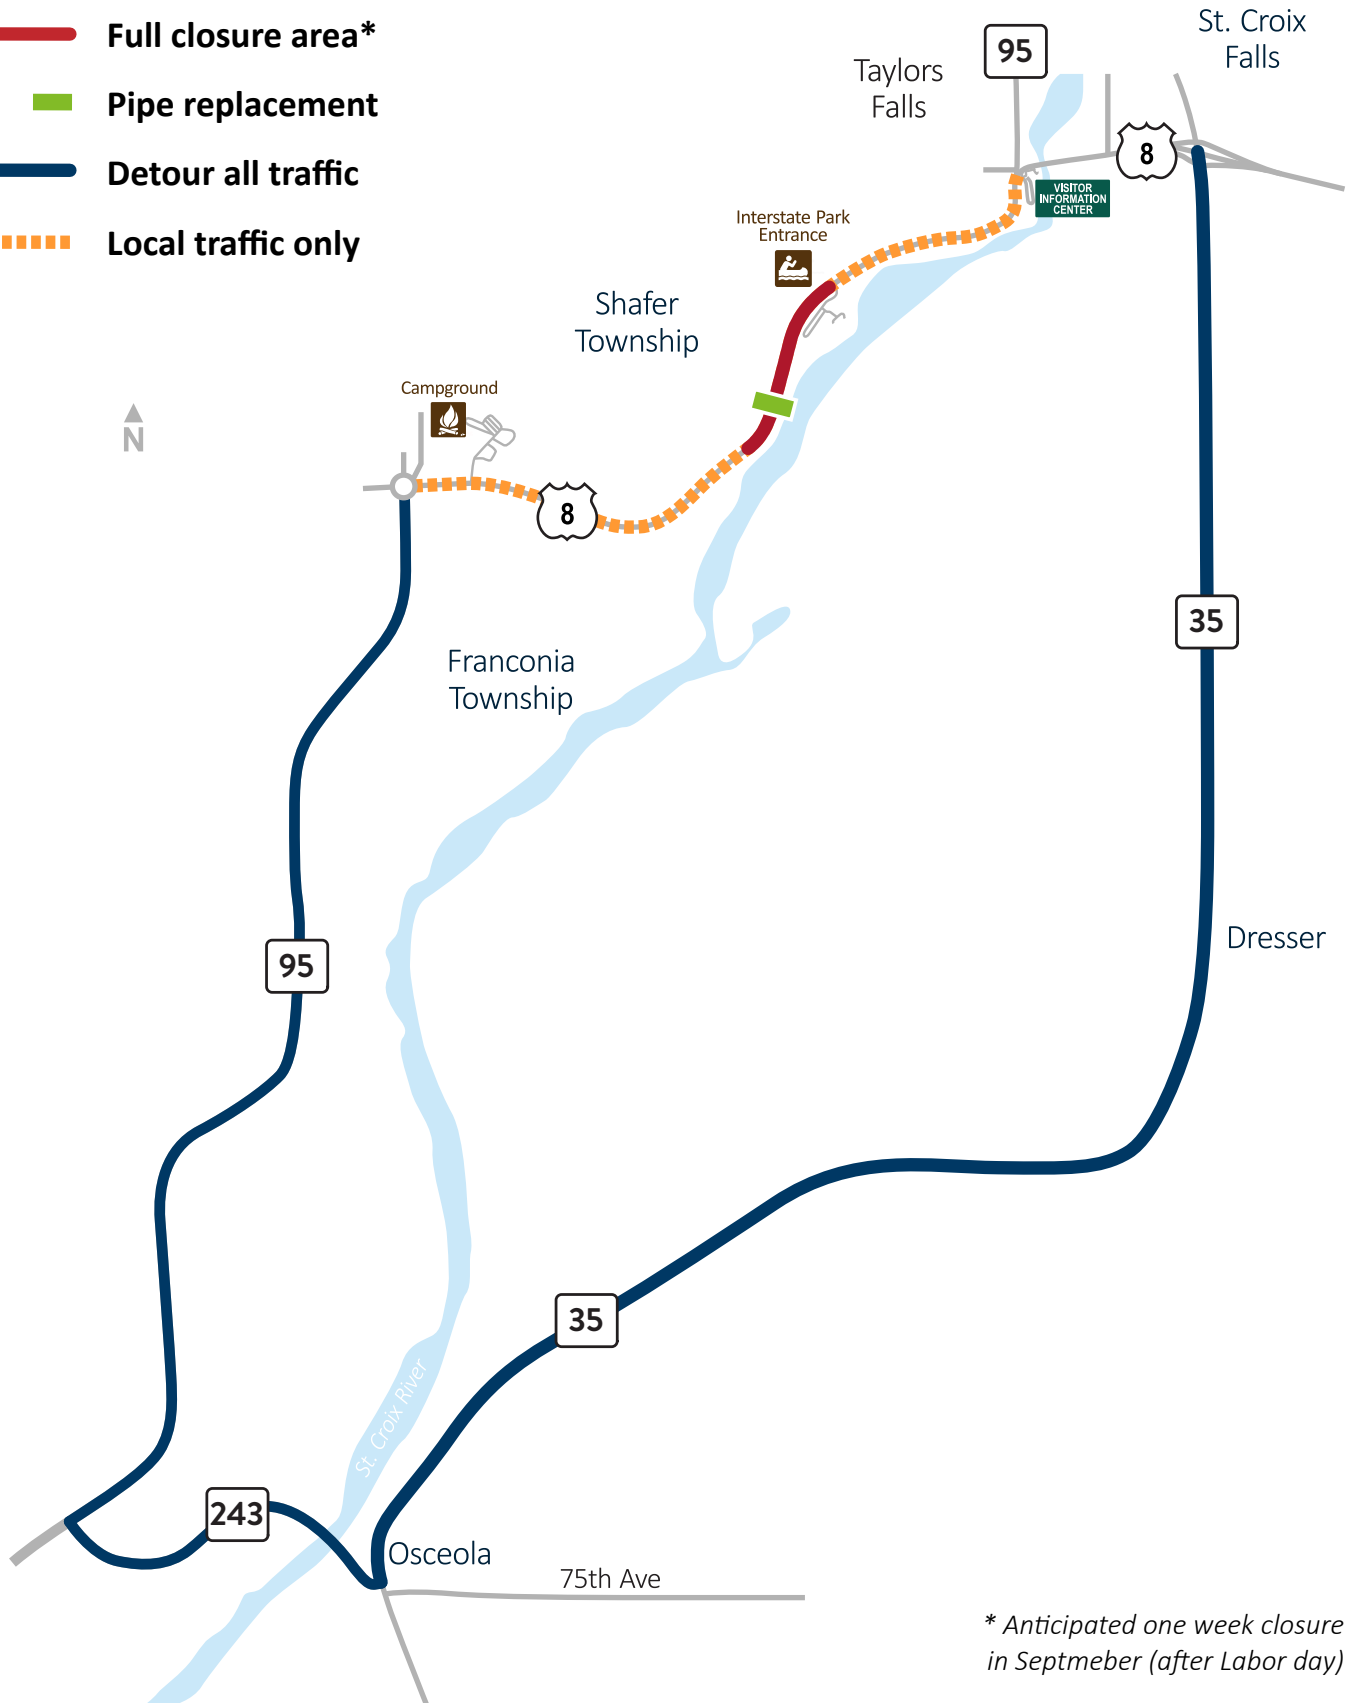 Full closure area*
Pipe replacement
Detour all traffic
Local traffic only
95
St. Croix
Falls
Taylors
Falls
8
VISITOR
INFORMATION
CENTER
Interstate Park
Entrance
Shafer
Township
Campground
N
8
35
Franconia
Township
95
Dresser
35
St. Croix River
243
Osceola
75th Ave
* Anticipated one week closure
in Septmeber (after Labor day)